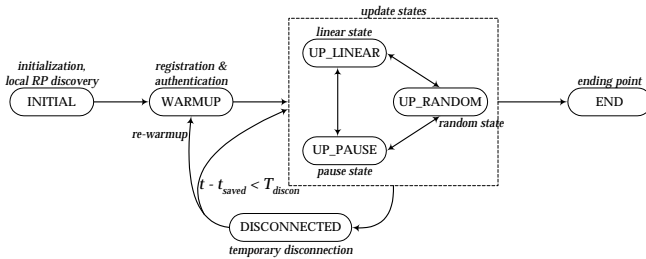 update states
linear state
UP_LINEAR
initialization,
local RP discovery
INITIAL
registration &
authentication
WARMUP
re-warmup
UP_RANDOM
random state
UP_PAUSE
pause state
ending point
END
t - t_saved < T_discon
DISCONNECTED
temporary disconnection